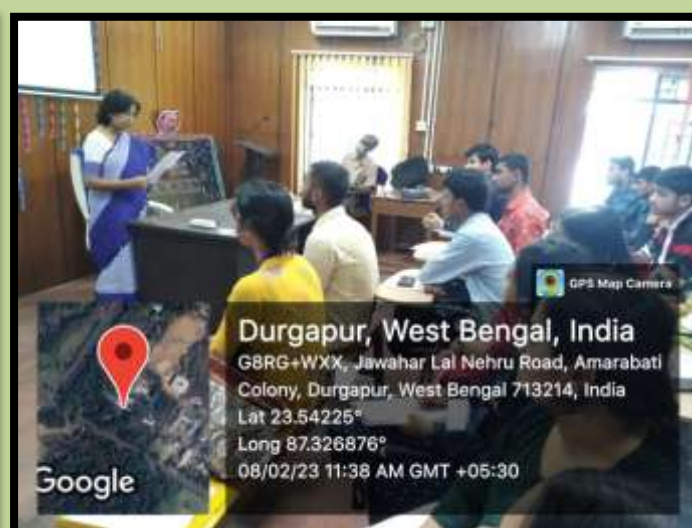 GPS Map Camera
Durgapur, West Bengal, India
G8RG+WXX, Jawahar Lal Nehru Road, Amarabati
Colony, Durgapur, West Bengal 713214, India
Lat 23.54225°
Long 87.326876°
08/02/23 11:38 AM GMT +05:30
Google